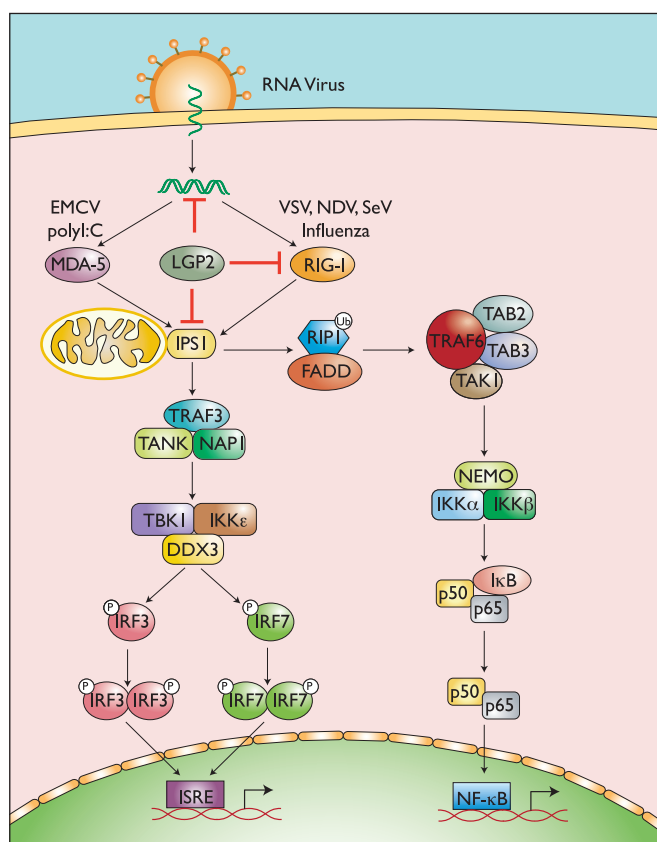 RNA Virus
EMCV
polyI:C
VSV, NDV, SeV
Influenza
MDA-5
LGP2
RIG-I
IPS1
RIP1
Ub
FADD
TRAF6
TAB2
TAB3
TAK1
TRAF3
TANK
NAP1
NEMO
IKKα
IKKβ
TBK1
IKKε
DDX3
IκB
p50
p65
P
IRF3
P
IRF7
P
IRF3
IRF3
P
P
IRF7
IRF7
P
p50
p65
ISRE
NF-κB